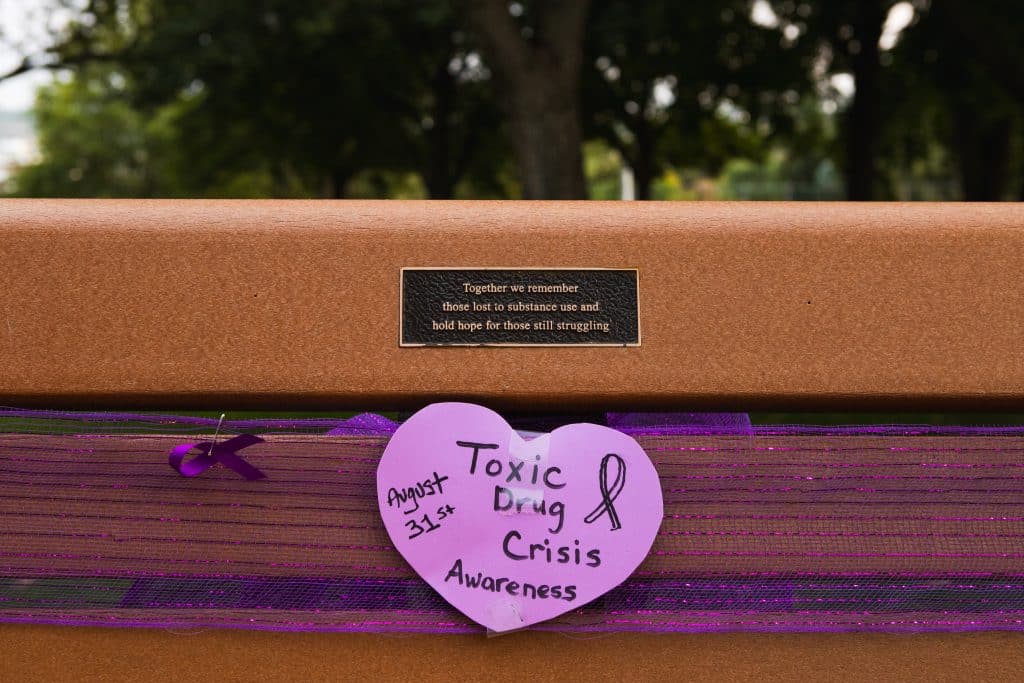 Together we remember
those lost to substance use and
hold hope for those still struggling
August
31st
Toxic
Drug
Crisis
Awareness